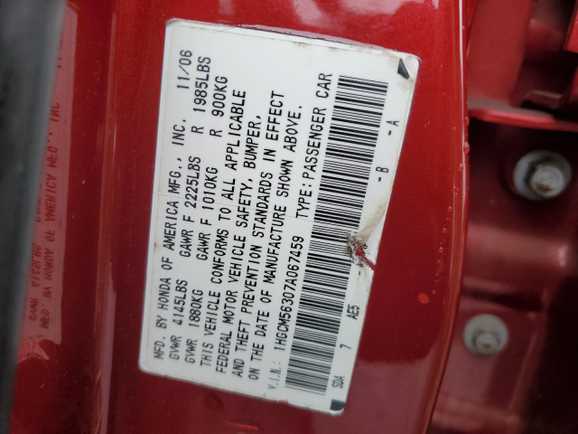 MFD. BY HONDA OF AMERICA MFG., INC. 11/06
GVWR 4145LBS GAWR F 2225LBS R 1985LBS
GVWR 1880KG GAWR F 1010KG R 900KG
THIS VEHICLE CONFORMS TO ALL APPLICABLE
FEDERAL MOTOR VEHICLE SAFETY, BUMPER,
AND THEFT PREVENTION STANDARDS IN EFFECT
ON THE DATE OF MANUFACTURE SHOWN ABOVE.
V.I.N.: 1HGCM56307A067459 TYPE:PASSENGER CAR
SDA 7 AE5 -B -A